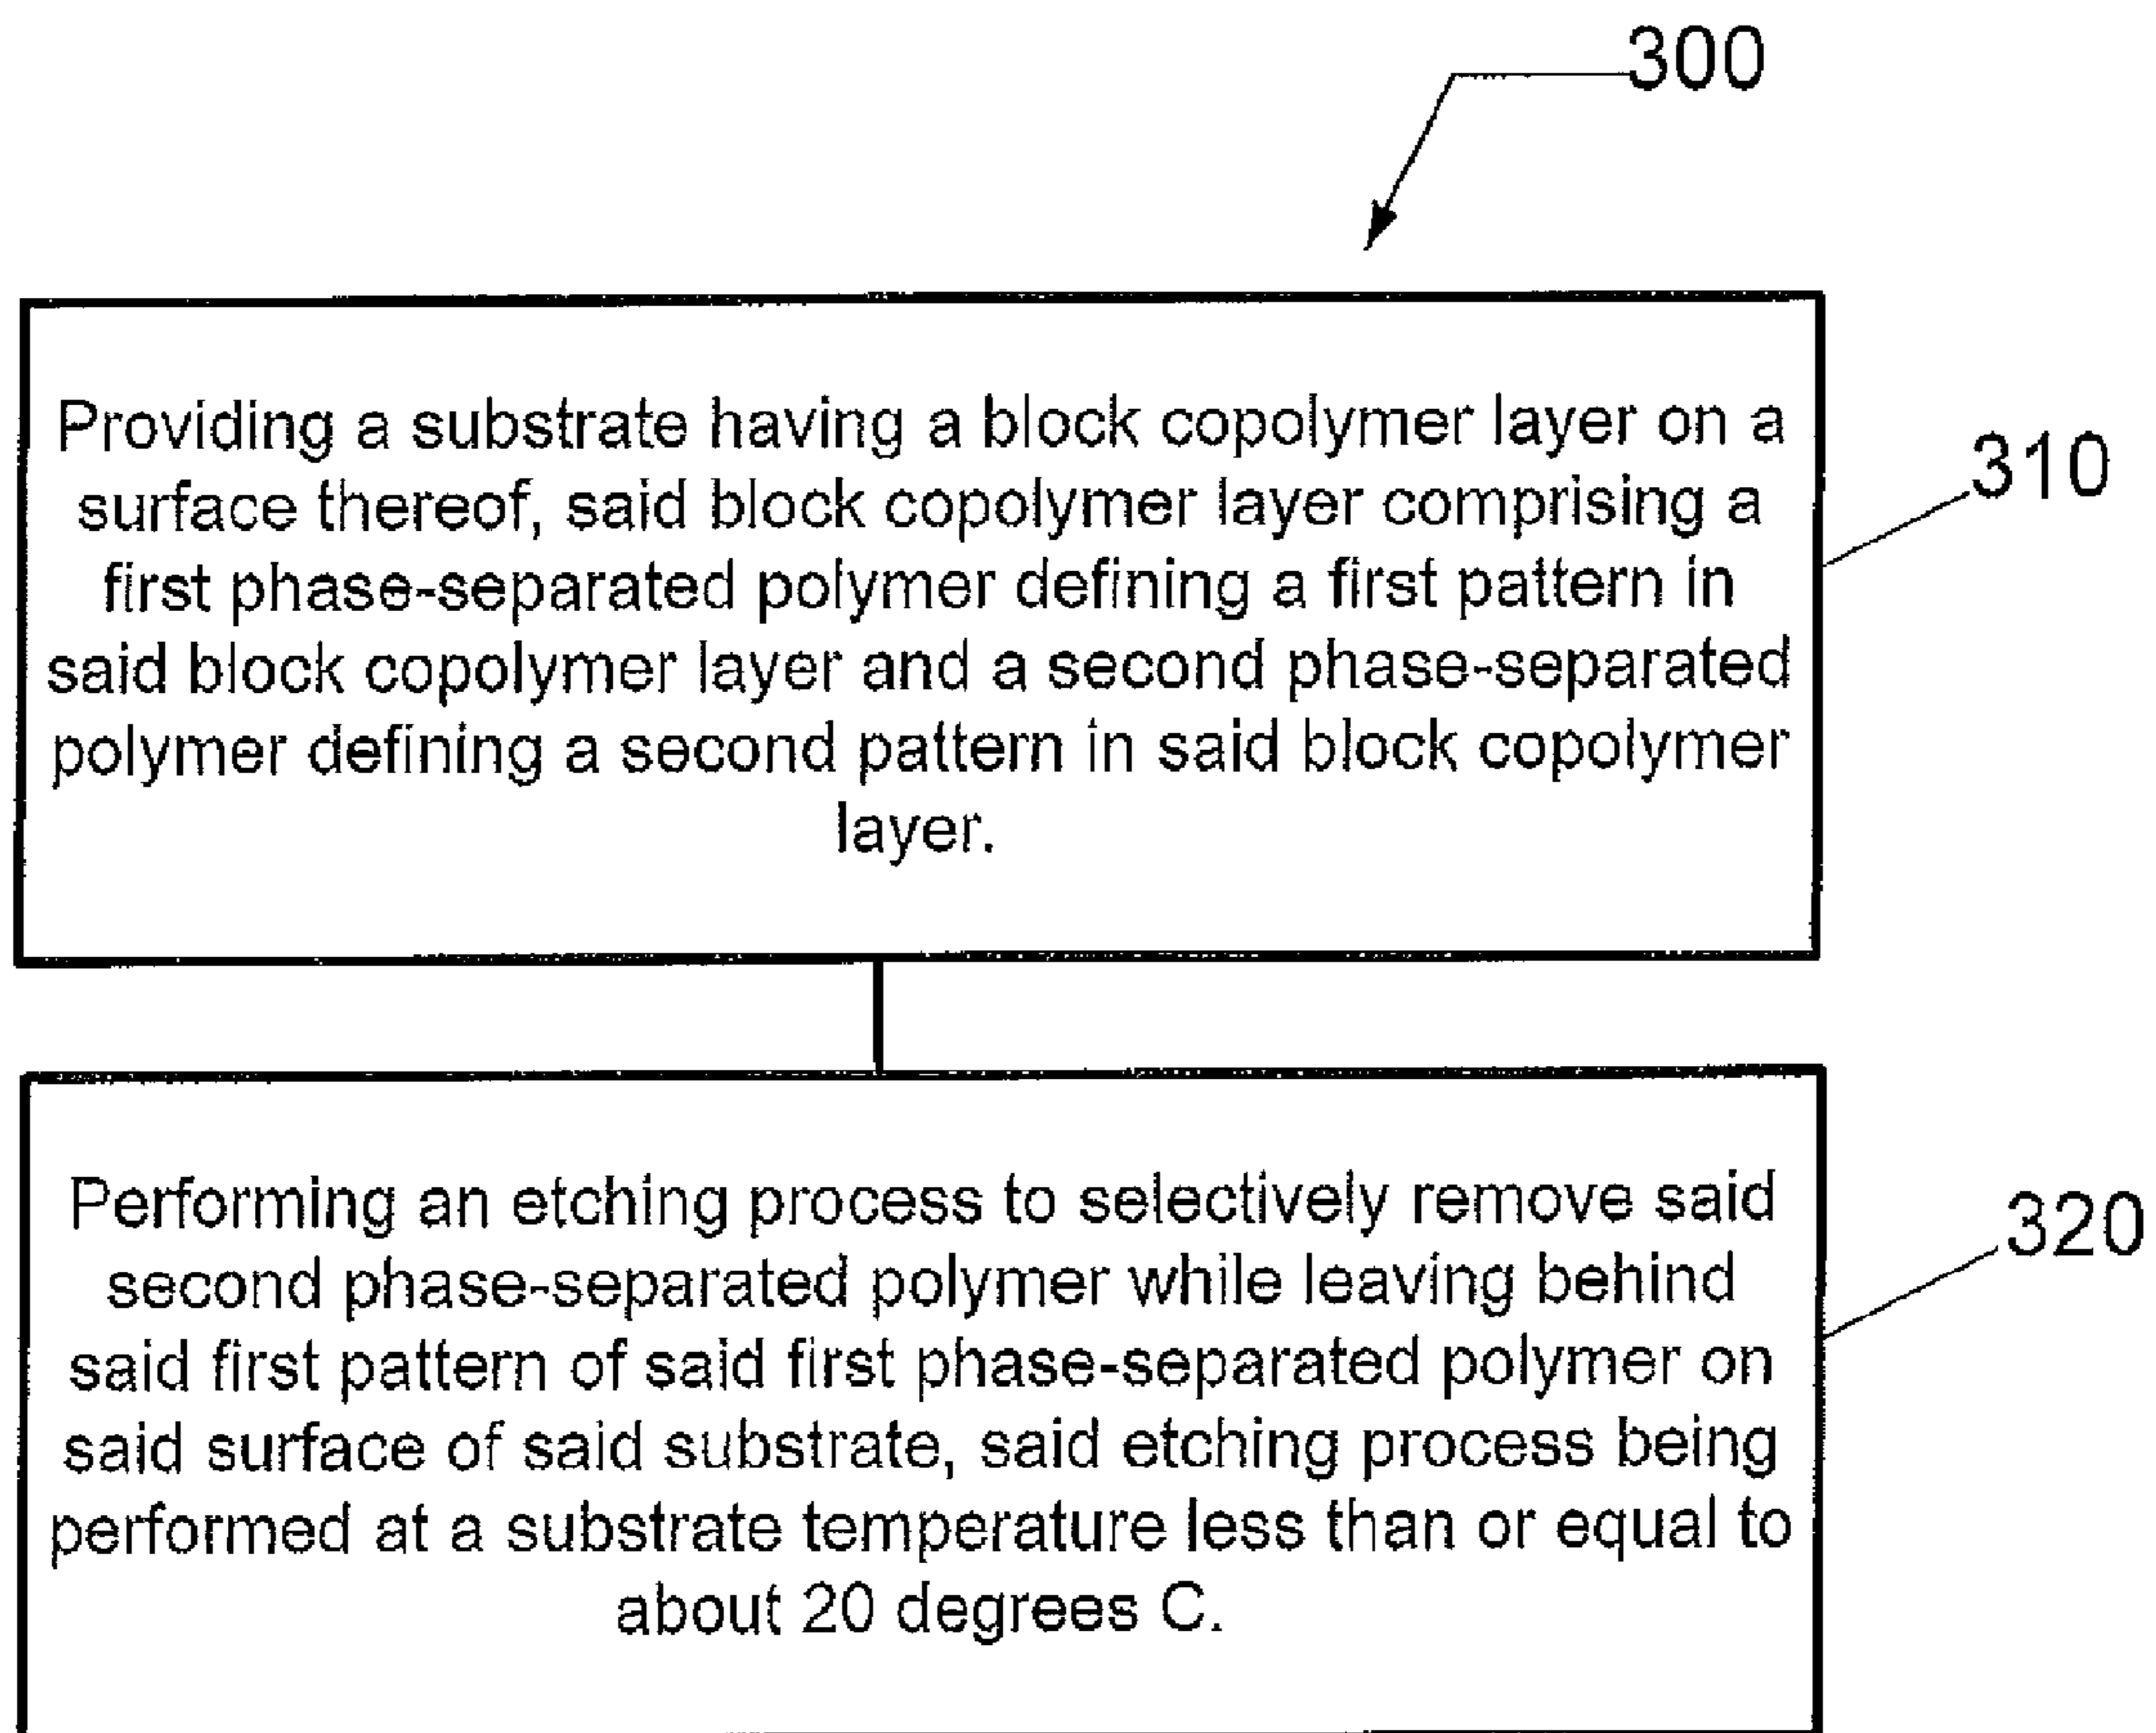 300
Providing a substrate having a block copolymer layer on a
surface thereof, said block copolymer layer comprising a
first phase-separated polymer defining a first pattern in
said block copolymer layer and a second phase-separated
polymer defining a second pattern in said block copolymer
layer.
310
Performing an etching process to selectively remove said
second phase-separated polymer while leaving behind
said first pattern of said first phase-separated polymer on
said surface of said substrate, said etching process being
performed at a substrate temperature less than or equal to
about 20 degrees C.
320